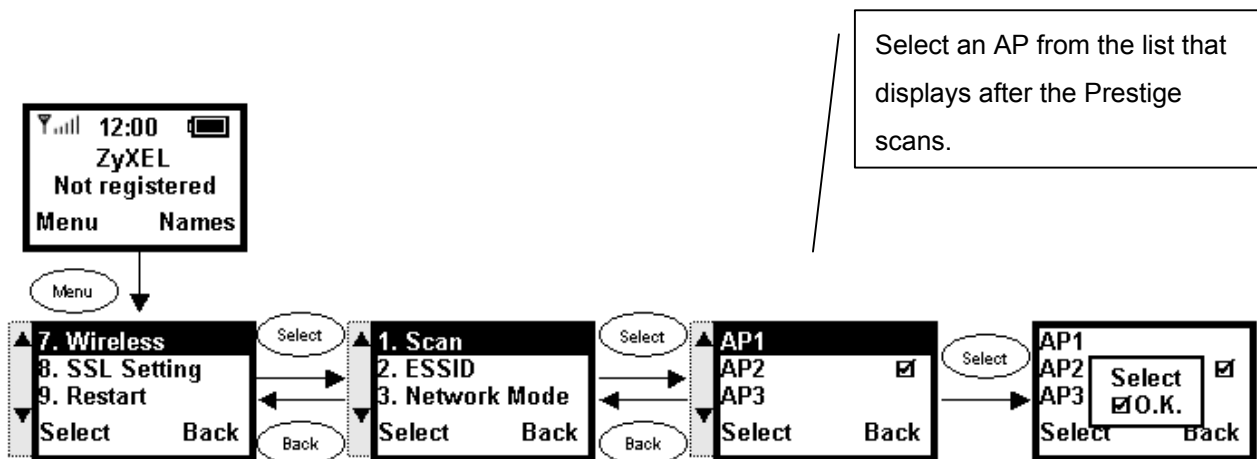 Select an AP from the list that
displays after the Prestige
scans.
12:00
ZyXEL
Not registered
Menu Names
Menu
7. Wireless
8. SSL Setting
9. Restart
Select Back
Select
Back
1. Scan
2. ESSID
3. Network Mode
Select Back
Select
Back
AP1
AP2
AP3
Select Back
Select
AP1
AP2
AP3
Select
O.K.
Select Back